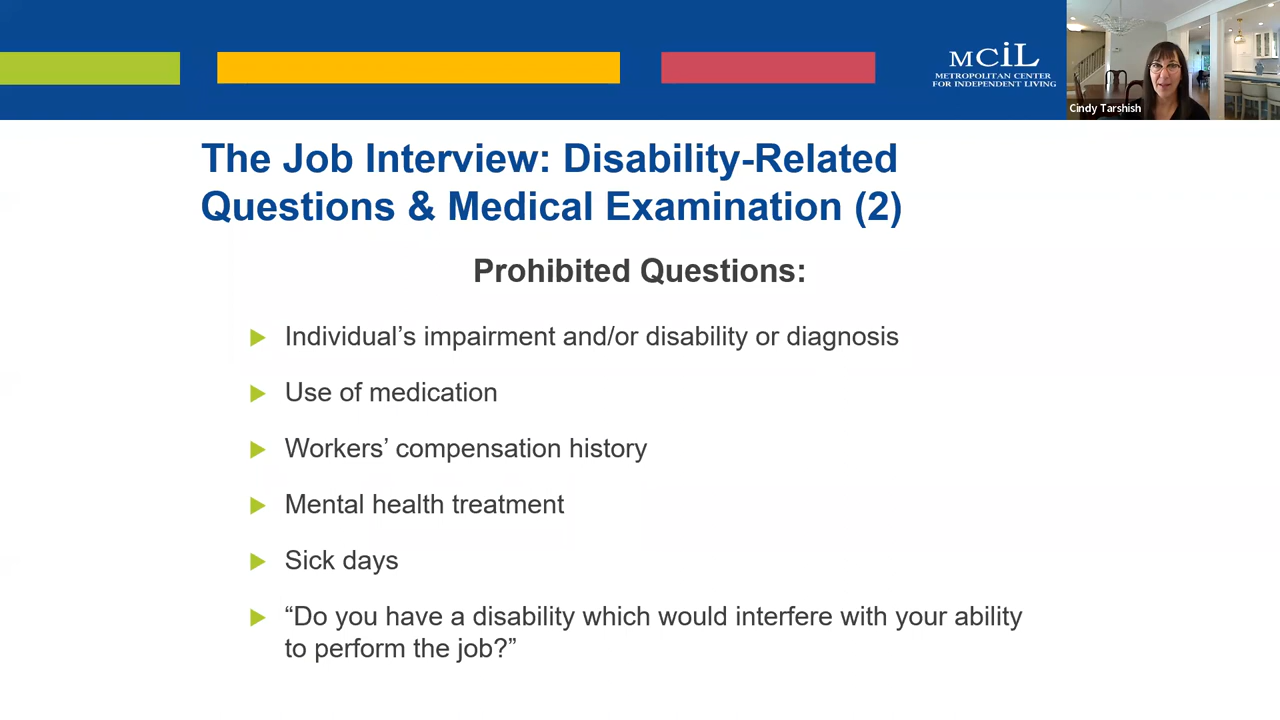 MCiL
METROPOLITAN CENTER
FOR INDEPENDENT LIVING
Cindy Tarshish
The Job Interview: Disability-Related
Questions & Medical Examination (2)
Prohibited Questions:
Individual’s impairment and/or disability or diagnosis
Use of medication
Workers’ compensation history
Mental health treatment
Sick days
“Do you have a disability which would interfere with your ability
to perform the job?”